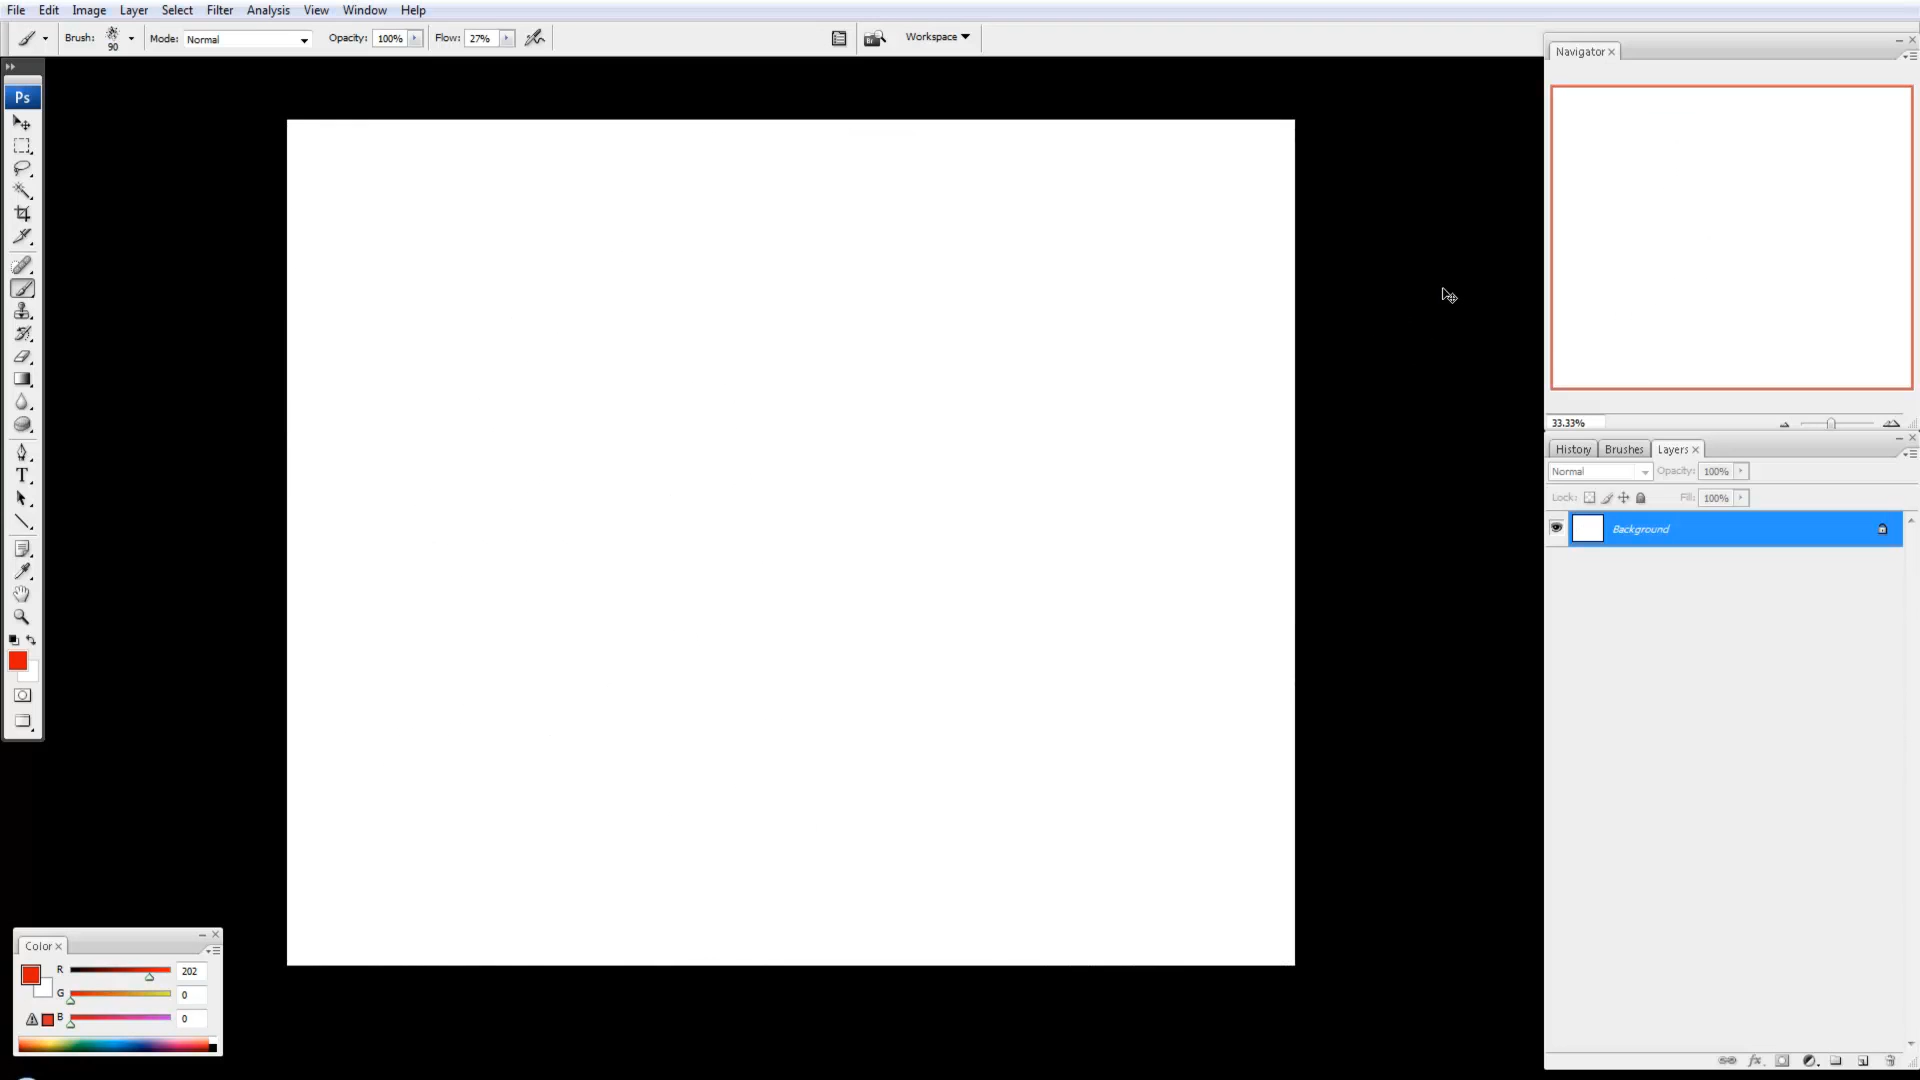 File Edit Image Layer Select Filter Analysis View Window Help
Brush: 90 Mode: Normal Opacity: 100% Flow: 27% Workspace
Ps
Navigator
33.33%
History Brushes Layers
Normal Opacity: 100%
Lock: Fill: 100%
Background
Color
R 202
G 0
B 0